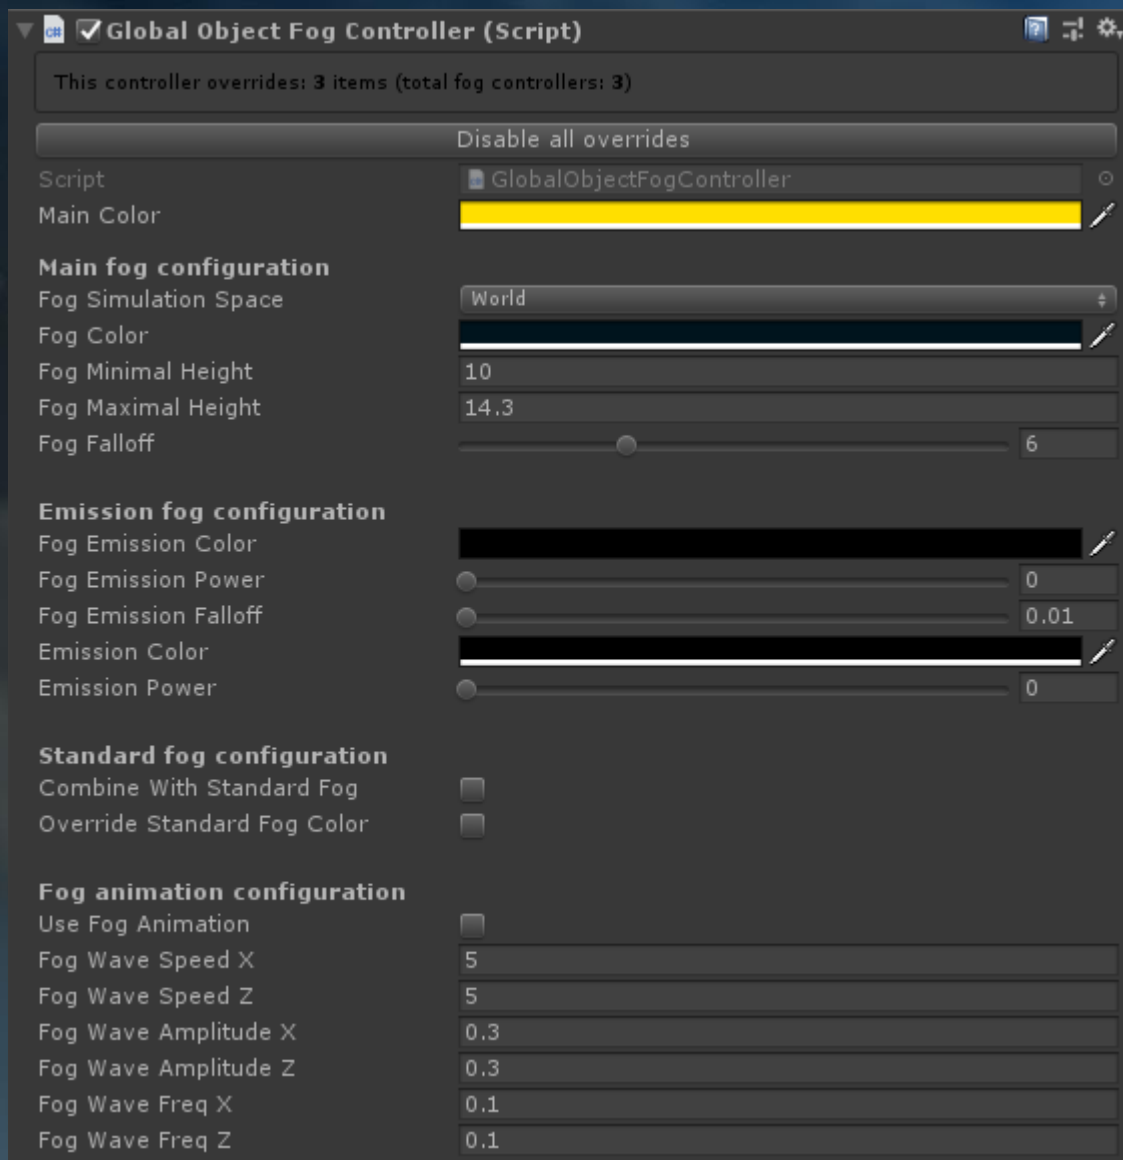 Global Object Fog Controller (Script)
This controller overrides: 3 items (total fog controllers: 3)
Disable all overrides
Script GlobalObjectFogController
Main Color
Main fog configuration
Fog Simulation Space World
Fog Color
Fog Minimal Height 10
Fog Maximal Height 14.3
Fog Falloff 6
Emission fog configuration
Fog Emission Color
Fog Emission Power 0
Fog Emission Falloff 0.01
Emission Color
Emission Power 0
Standard fog configuration
Combine With Standard Fog
Override Standard Fog Color
Fog animation configuration
Use Fog Animation
Fog Wave Speed X 5
Fog Wave Speed Z 5
Fog Wave Amplitude X 0.3
Fog Wave Amplitude Z 0.3
Fog Wave Freq X 0.1
Fog Wave Freq Z 0.1